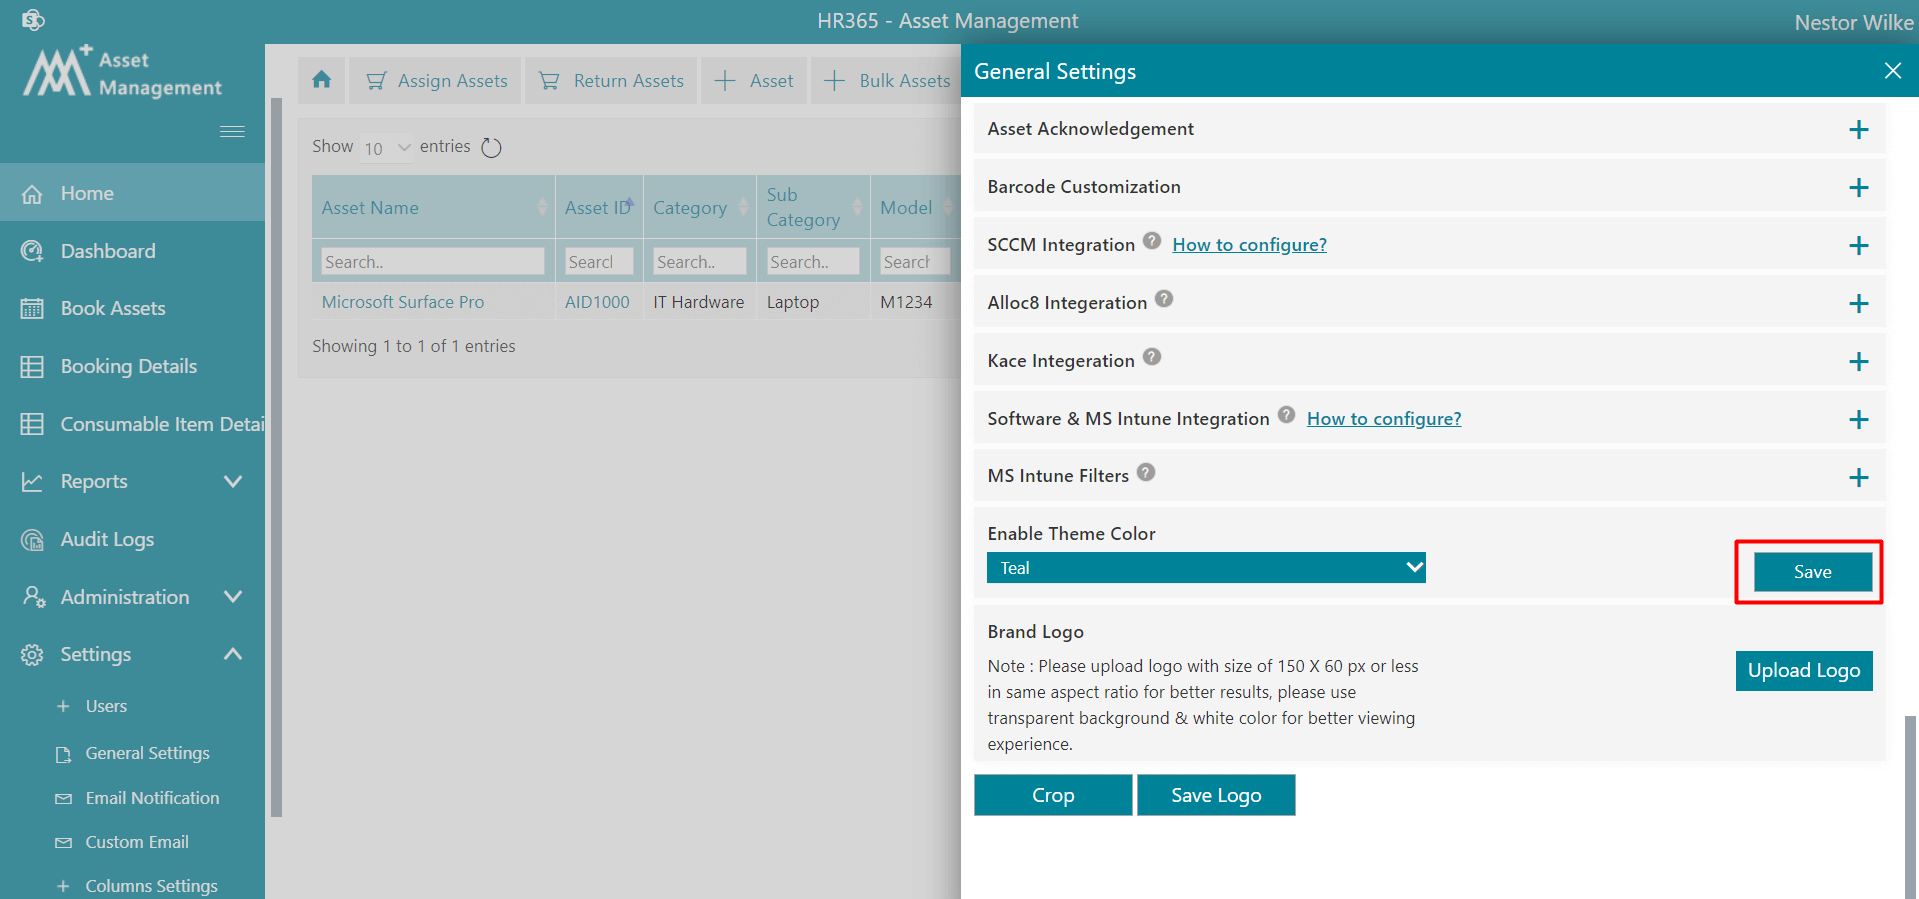 HR365 - Asset Management
Nestor Wilke
Asset
Management
Home
Dashboard
Book Assets
Booking Details
Consumable Item Detai
Reports
Audit Logs
Administration
Settings
Users
General Settings
Email Notification
Custom Email
Columns Settings
Assign Assets
Return Assets
Asset
Bulk Assets
Show 10 entries
Asset Name
Asset ID
Category
Sub
Category
Model
Search..
Search
Search..
Search..
Search
Microsoft Surface Pro
AID1000
IT Hardware
Laptop
M1234
Showing 1 to 1 of 1 entries
General Settings
Asset Acknowledgement
Barcode Customization
SCCM Integration ? How to configure?
Alloc8 Integeration ?
Kace Integeration ?
Software & MS Intune Integration ? How to configure?
MS Intune Filters ?
Enable Theme Color
Teal
Save
Brand Logo
Note : Please upload logo with size of 150 X 60 px or less
in same aspect ratio for better results, please use
transparent background & white color for better viewing
experience.
Upload Logo
Crop
Save Logo